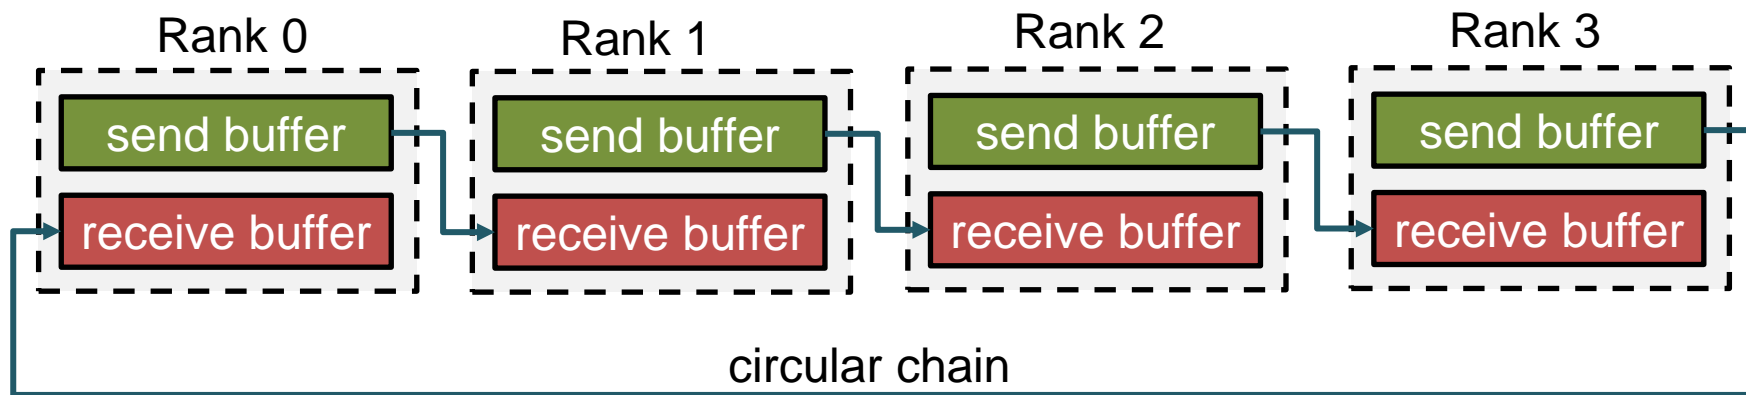 Rank 0
Rank 1
Rank 2
Rank 3
send buffer
send buffer
send buffer
send buffer
receive buffer
receive buffer
receive buffer
receive buffer
circular chain